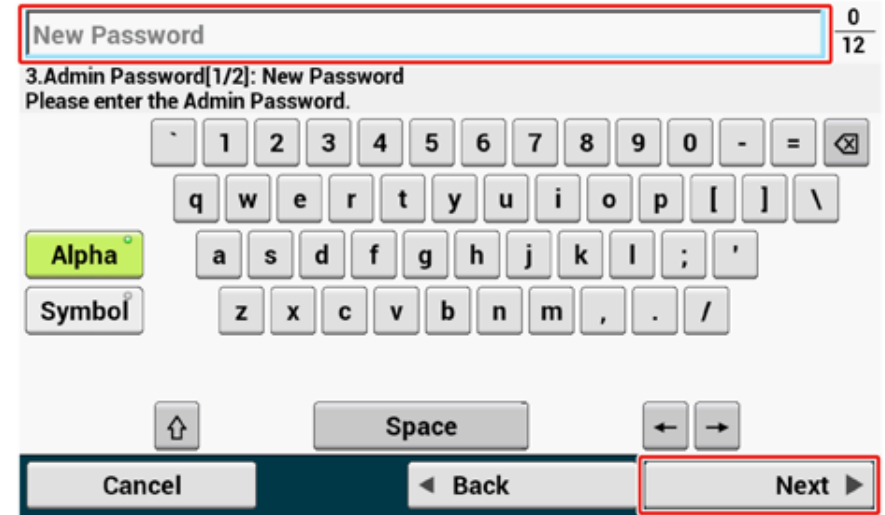 New Password
0
12
3.Admin Password[1/2]: New Password
Please enter the Admin Password.
` 1 2 3 4 5 6 7 8 9 0 - =
q w e r t y u i o p [ ] \
Alpha a s d f g h j k l ; '
Symbol z x c v b n m , . /
Space ← →
Cancel ◀ Back Next ▶